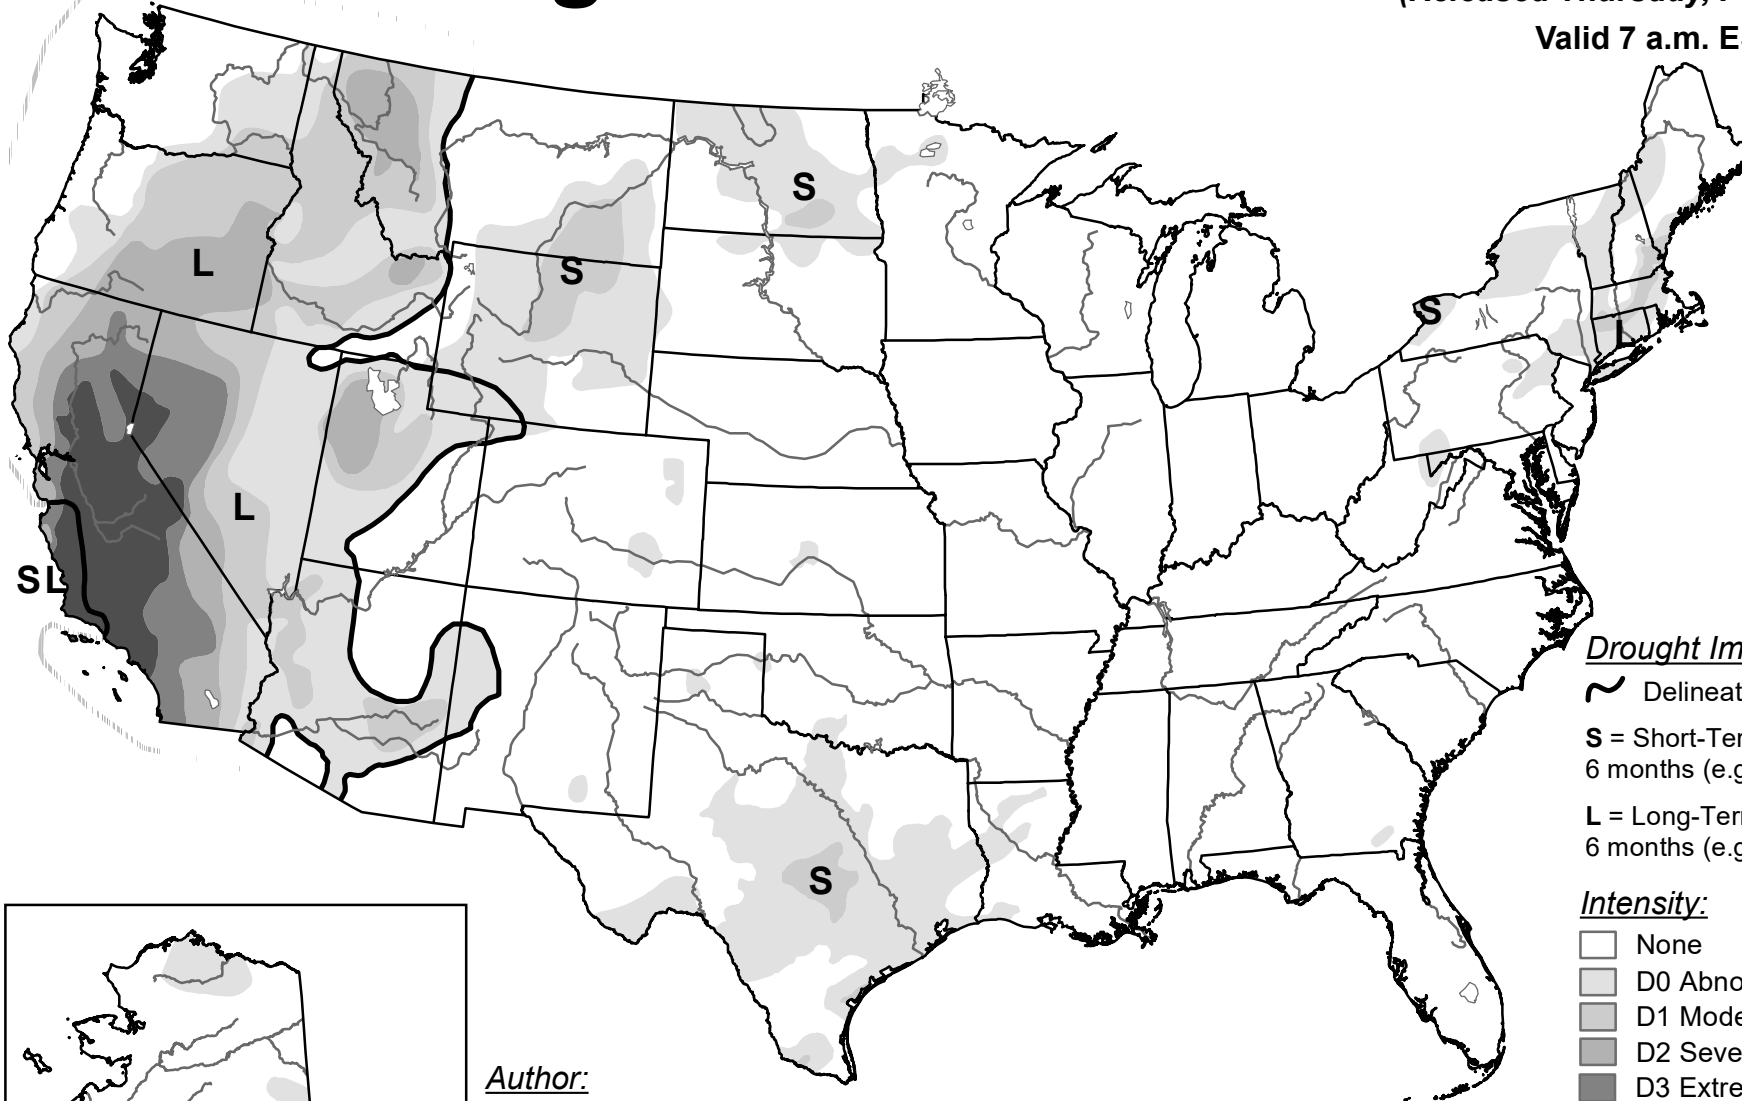 Valid 7 a.m. E
S
S
L
S
S
L
L
SL
Drought Im
Delineat
S = Short-Ter
6 months (e.g
L = Long-Terr
6 months (e.g
S
Intensity:
None
D0 Abno
D1 Mode
D2 Seve
D3 Extre
Author: